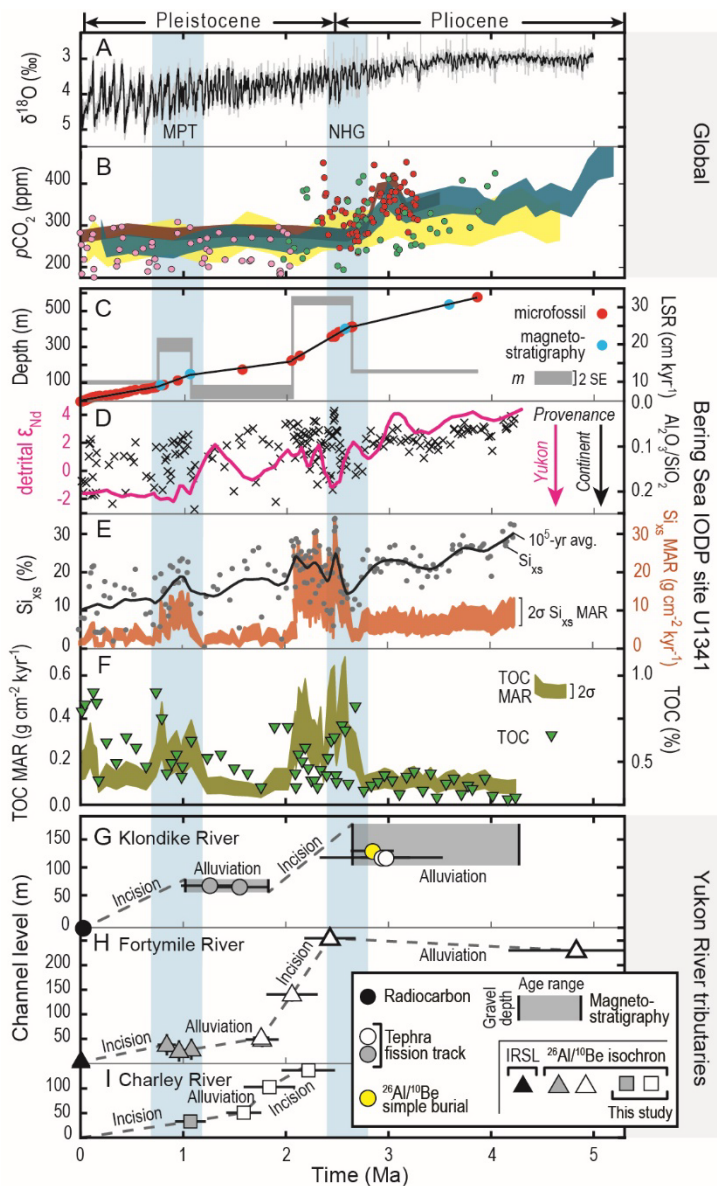 Pleistocene
Pliocene
A
δ18O (‰)
3
4
5
MPT
NHG
B
pCO2 (ppm)
400
300
200
Global
C
Depth (m)
500
300
100
microfossil
magneto-
stratigraphy
m
]2 SE
30
20
10
0.0
LSR (cm kyr-1)
D
detrital εNd
4
2
0
-2
Provenance
Yukon
Continent
0.1
0.2
Al2O3/SiO2
E
Sixs (%)
30
20
10
0
10⁵-yr avg.
Sixs
2σ Sixs MAR
30
20
10
0
Sixs MAR (g cm-2 kyr-1)
F
TOC MAR (g cm-2 kyr-1)
0.6
0.4
0.2
0.0
TOC
MAR
]2σ
TOC
1.0
0.5
TOC (%)
Bering Sea IODP site U1341
G Klondike River
150
100
50
0
Incision
Alluviation
Incision
Alluviation
Channel level (m)
H Fortymile River
200
140
100
50
Incision
Alluviation
Incision
Alluviation
I Charley River
100
50
0
Incision
Alluviation
Incision
Radiocarbon
Tephra
fission track
26Al/10Be
simple burial
Age range
Gravel
depth
Magneto-
stratigraphy
IRSL
26Al/10Be isochron
This study
Yukon River tributaries
0
1
2
3
4
5
Time (Ma)